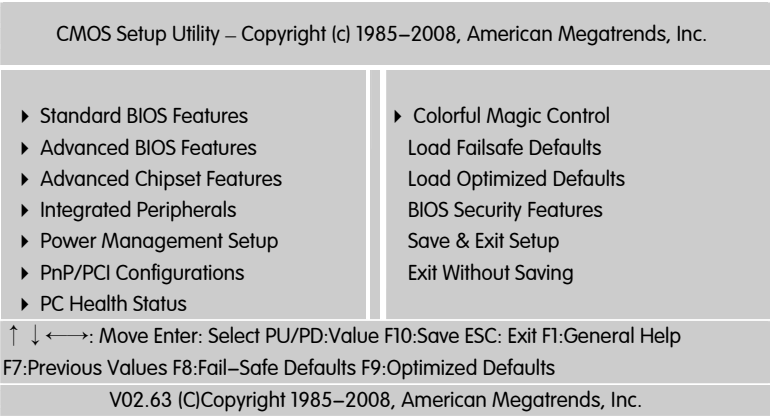 CMOS Setup Utility – Copyright (c) 1985–2008, American Megatrends, Inc.
▸ Standard BIOS Features
▸ Advanced BIOS Features
▸ Advanced Chipset Features
▸ Integrated Peripherals
▸ Power Management Setup
▸ PnP/PCI Configurations
▸ PC Health Status
▸ Colorful Magic Control
Load Failsafe Defaults
Load Optimized Defaults
BIOS Security Features
Save & Exit Setup
Exit Without Saving
↑ ↓←→: Move Enter: Select PU/PD:Value F10:Save ESC: Exit F1:General Help
F7:Previous Values F8:Fail–Safe Defaults F9:Optimized Defaults
V02.63 (C)Copyright 1985–2008, American Megatrends, Inc.